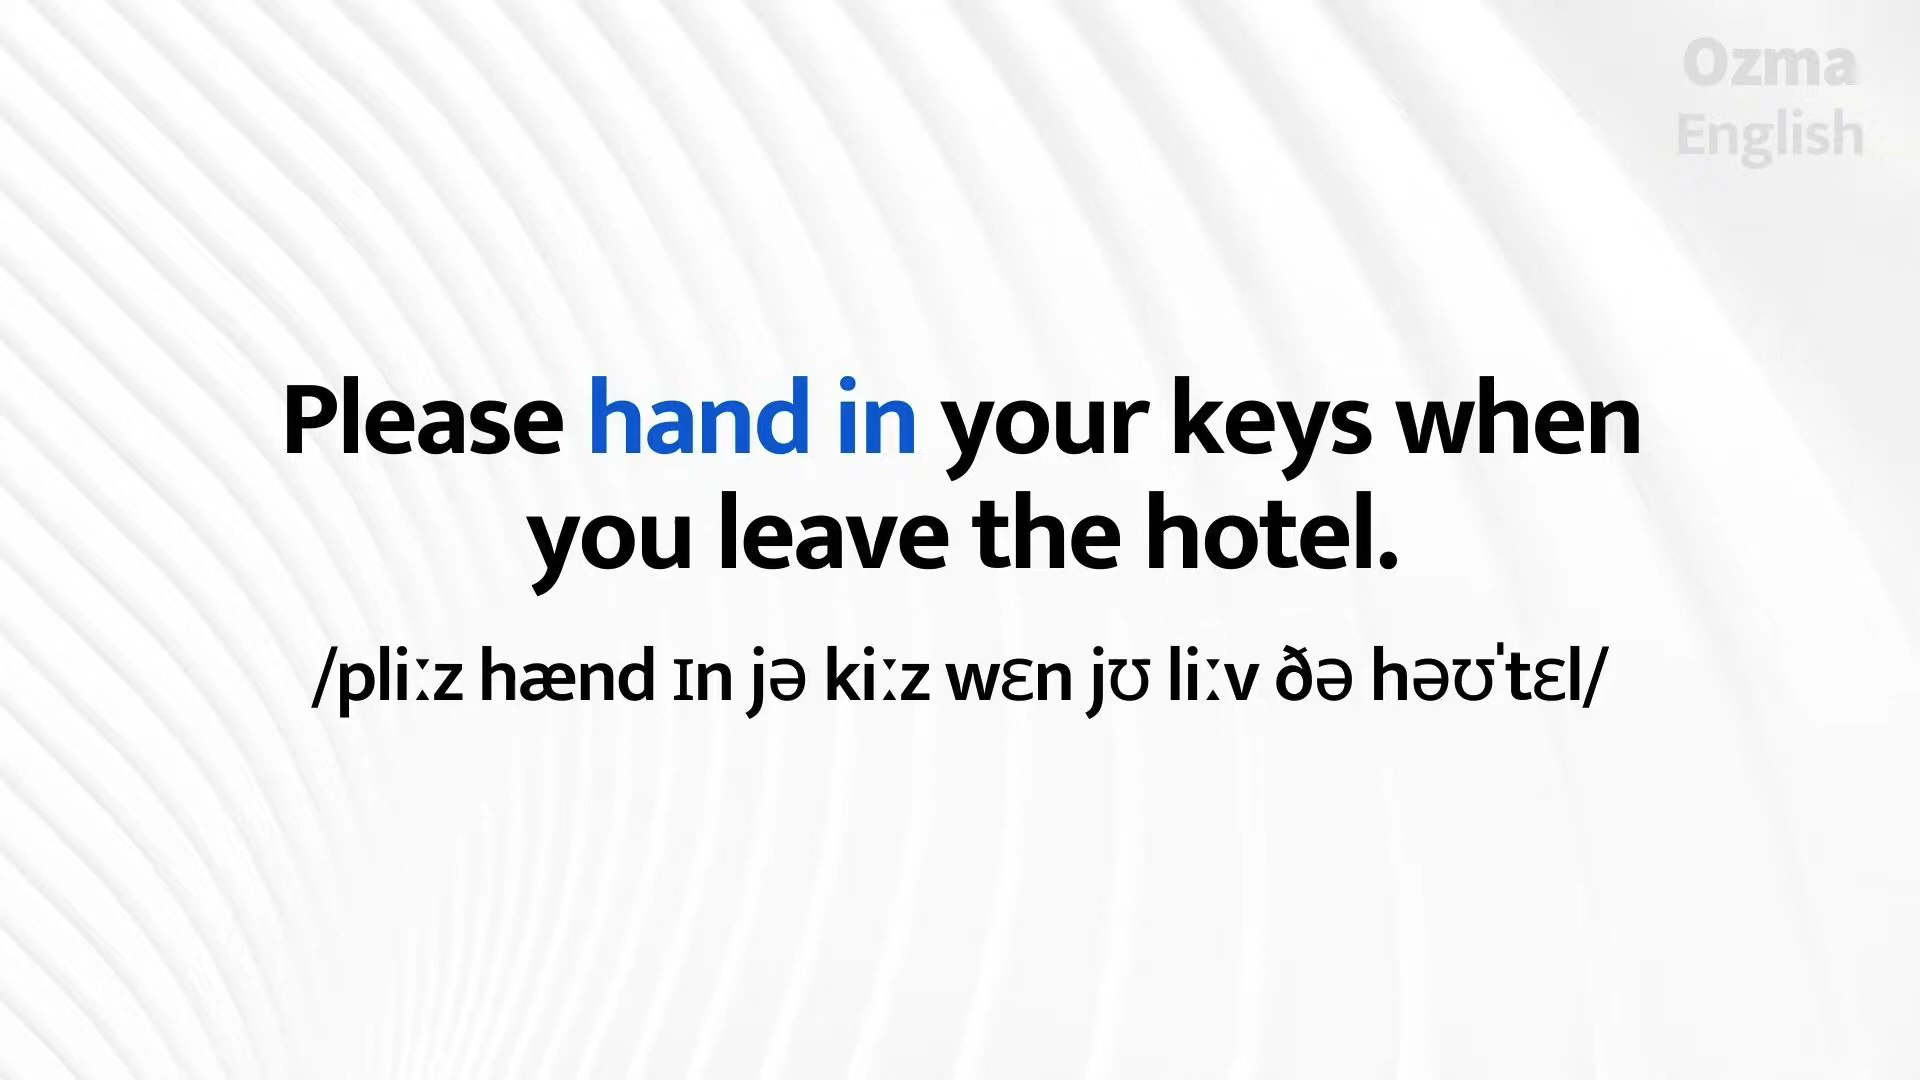 Ozma
English
Please hand in your keys when
you leave the hotel.
/pliːz hænd ɪn jə kiːz wɛn jʊ liːv ðə həʊˈtɛl/